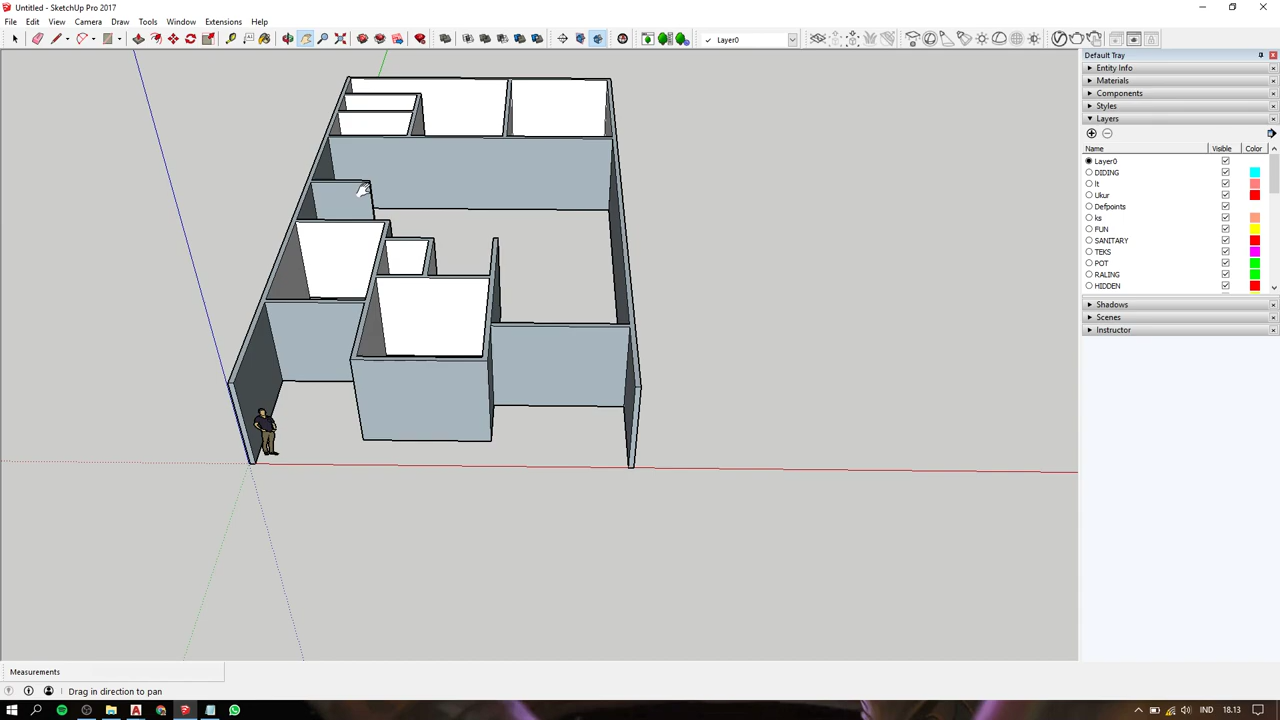 Untitled - SketchUp Pro 2017
File Edit View Camera Draw Tools Window Extensions Help
Layer0
Default Tray
Entity Info
Materials
Components
Styles
Layers
Name Visible Color
Layer0
DIDING
lt
Ukur
Defpoints
ks
FUN
SANITARY
TEKS
POT
RALING
HIDDEN
Shadows
Scenes
Instructor
Measurements
Drag in direction to pan
IND 18.13